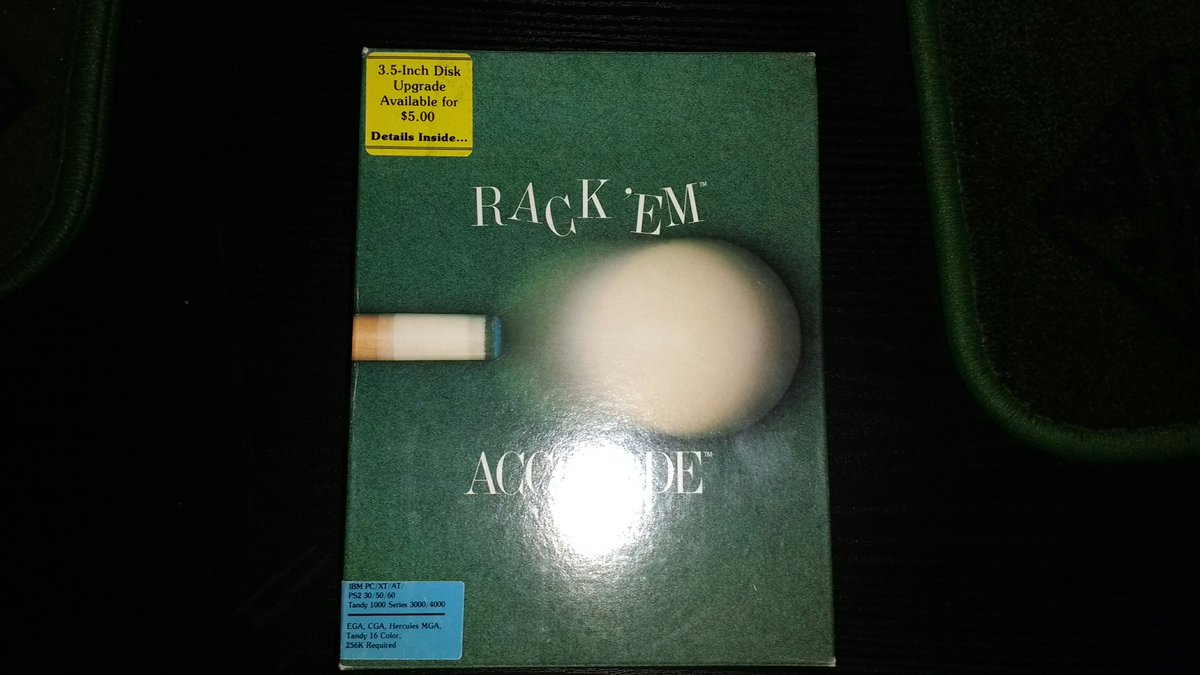 3.5-Inch Disk
Upgrade
Available for
$5.00
Details Inside...
RACK 'EM™
IBM PC/XT/AT/
PS2 30/50/60
Tandy 1000 Series 3000/4000
EGA, CGA, Hercules MGA,
Tandy 16 Color,
256K Required